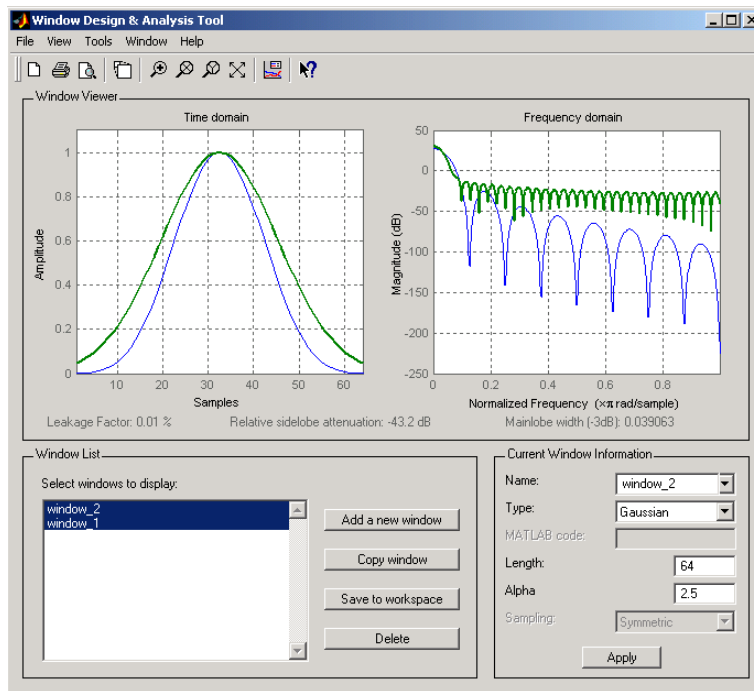 Window Design & Analysis Tool
File View Tools Window Help
Window Viewer
Time domain
Frequency domain
1
0.8
0.6
0.4
0.2
0
10 20 30 40 50 60
Amplitude
Samples
50
0
-50
-100
-150
-200
-250
0 0.2 0.4 0.6 0.8
Magnitude (dB)
Normalized Frequency (×π rad/sample)
Leakage Factor: 0.01 %
Relative sidelobe attenuation: -43.2 dB
Mainlobe width (-3dB): 0.039063
Window List
Select windows to display:
window_2
window_1
Add a new window
Copy window
Save to workspace
Delete
Current Window Information
Name: window_2
Type: Gaussian
MATLAB code:
Length: 64
Alpha 2.5
Sampling: Symmetric
Apply